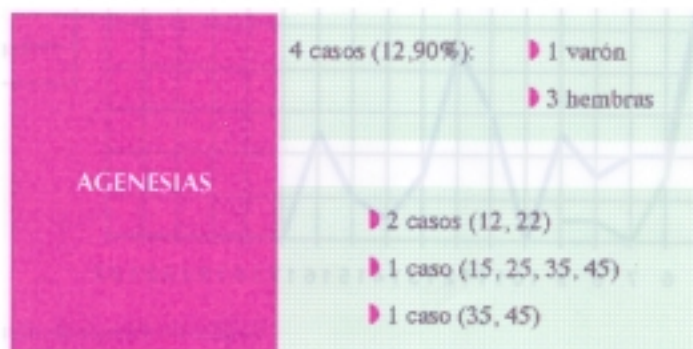 AGENESIAS
4 casos (12,90%): 1 varón
3 hembras
2 casos (12, 22)
1 caso (15, 25, 35, 45)
1 caso (35, 45)